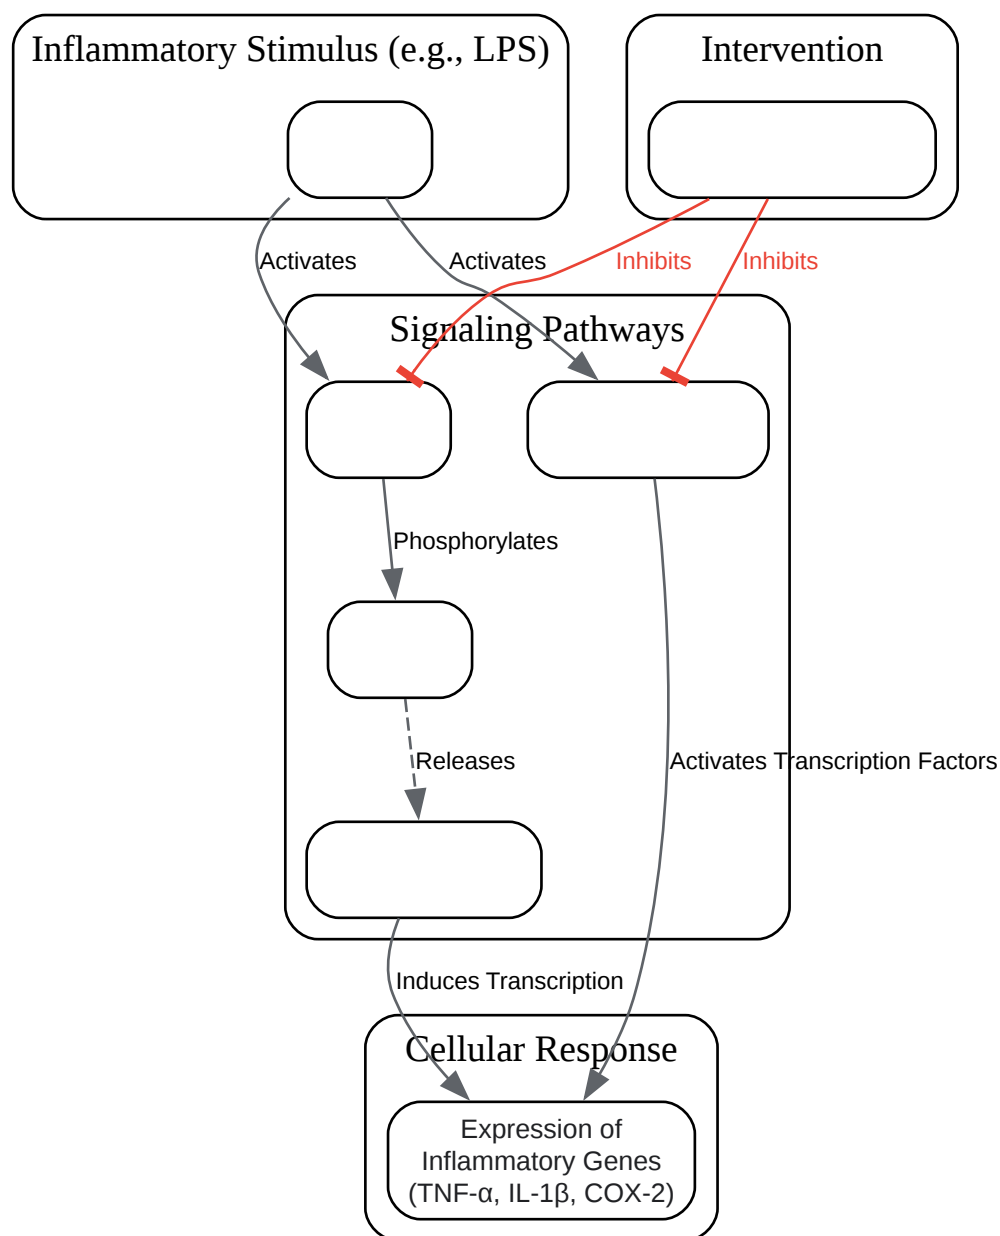 Inflammatory Stimulus (e.g., LPS)
Intervention
Activates
Activates
Inhibits
Inhibits
Signaling Pathways
Phosphorylates
Releases
Activates Transcription Factors
Induces Transcription
Cellular Response
Expression of
Inflammatory Genes
(TNF-α, IL-1β, COX-2)